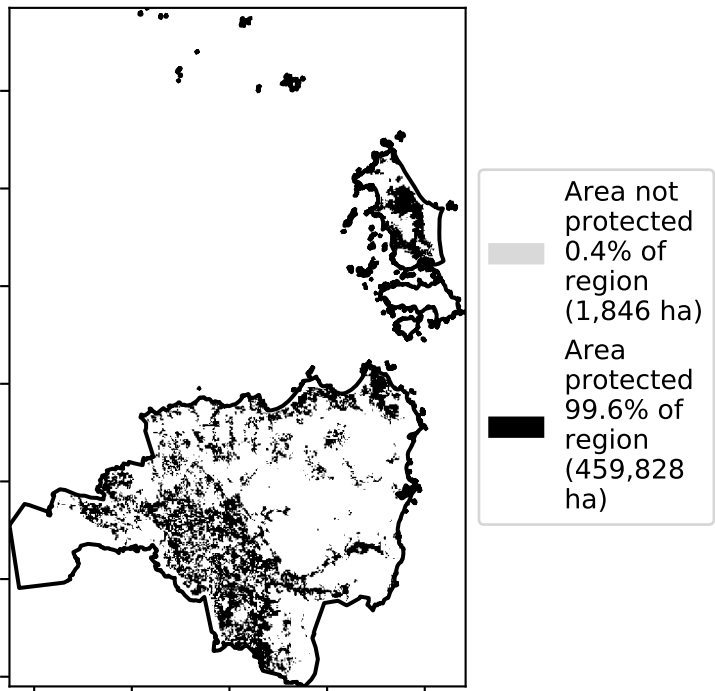 Area not
protected
0.4% of
region
(1,846 ha)
Area
protected
99.6% of
region
(459,828
ha)